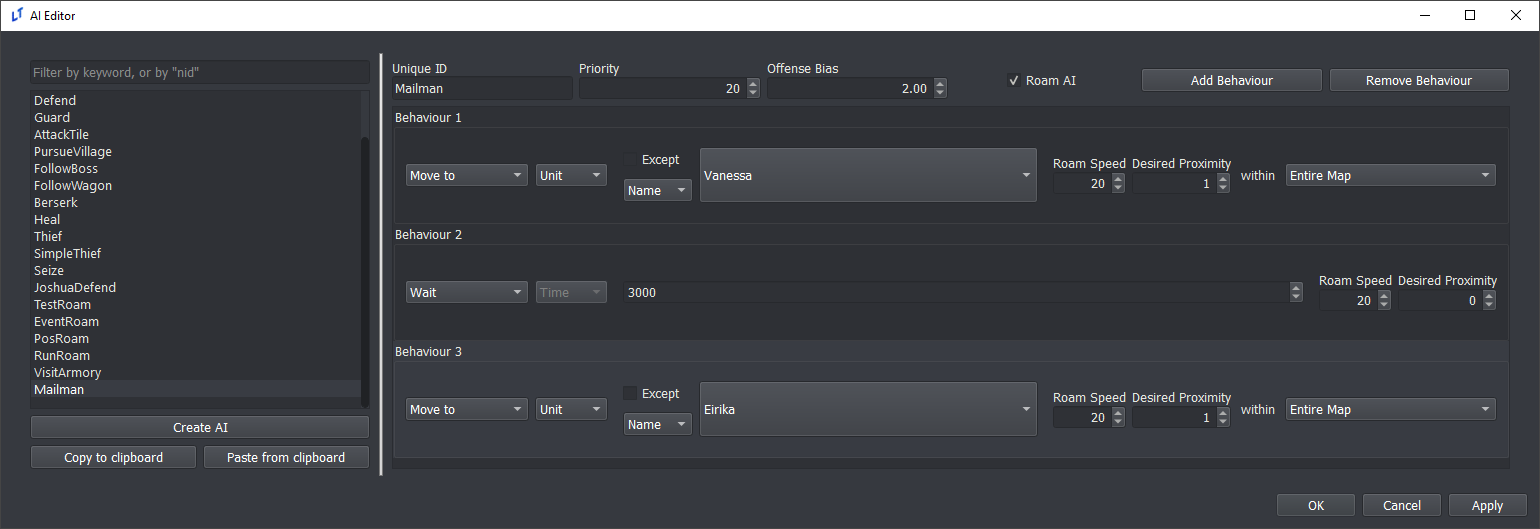 LT AI Editor
Filter by keyword, or by "nid"
Defend
Guard
AttackTile
PursueVillage
FollowBoss
FollowWagon
Berserk
Heal
Thief
SimpleThief
Seize
JoshuaDefend
TestRoam
EventRoam
PosRoam
RunRoam
VisitArmory
Mailman
Create AI
Copy to clipboard Paste from clipboard
Unique ID Priority Offense Bias
Mailman 20 2.00 Roam AI Add Behaviour Remove Behaviour
Behaviour 1
Except
Move to Unit Name Vanessa
Roam Speed Desired Proximity
20 1 within Entire Map
Behaviour 2
Wait Time 3000
Roam Speed Desired Proximity
20 0
Behaviour 3
Except
Move to Unit Name Eirika
Roam Speed Desired Proximity
20 1 within Entire Map
OK Cancel Apply